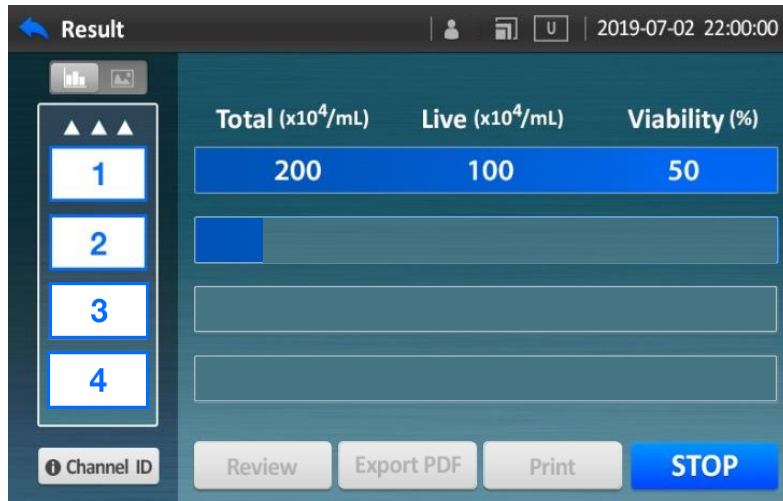 Result
U
2019-07-02 22:00:00
Total (x10⁴/mL) Live (x10⁴/mL) Viability (%)
1 200 100 50
2
3
4
Channel ID Review Export PDF Print STOP